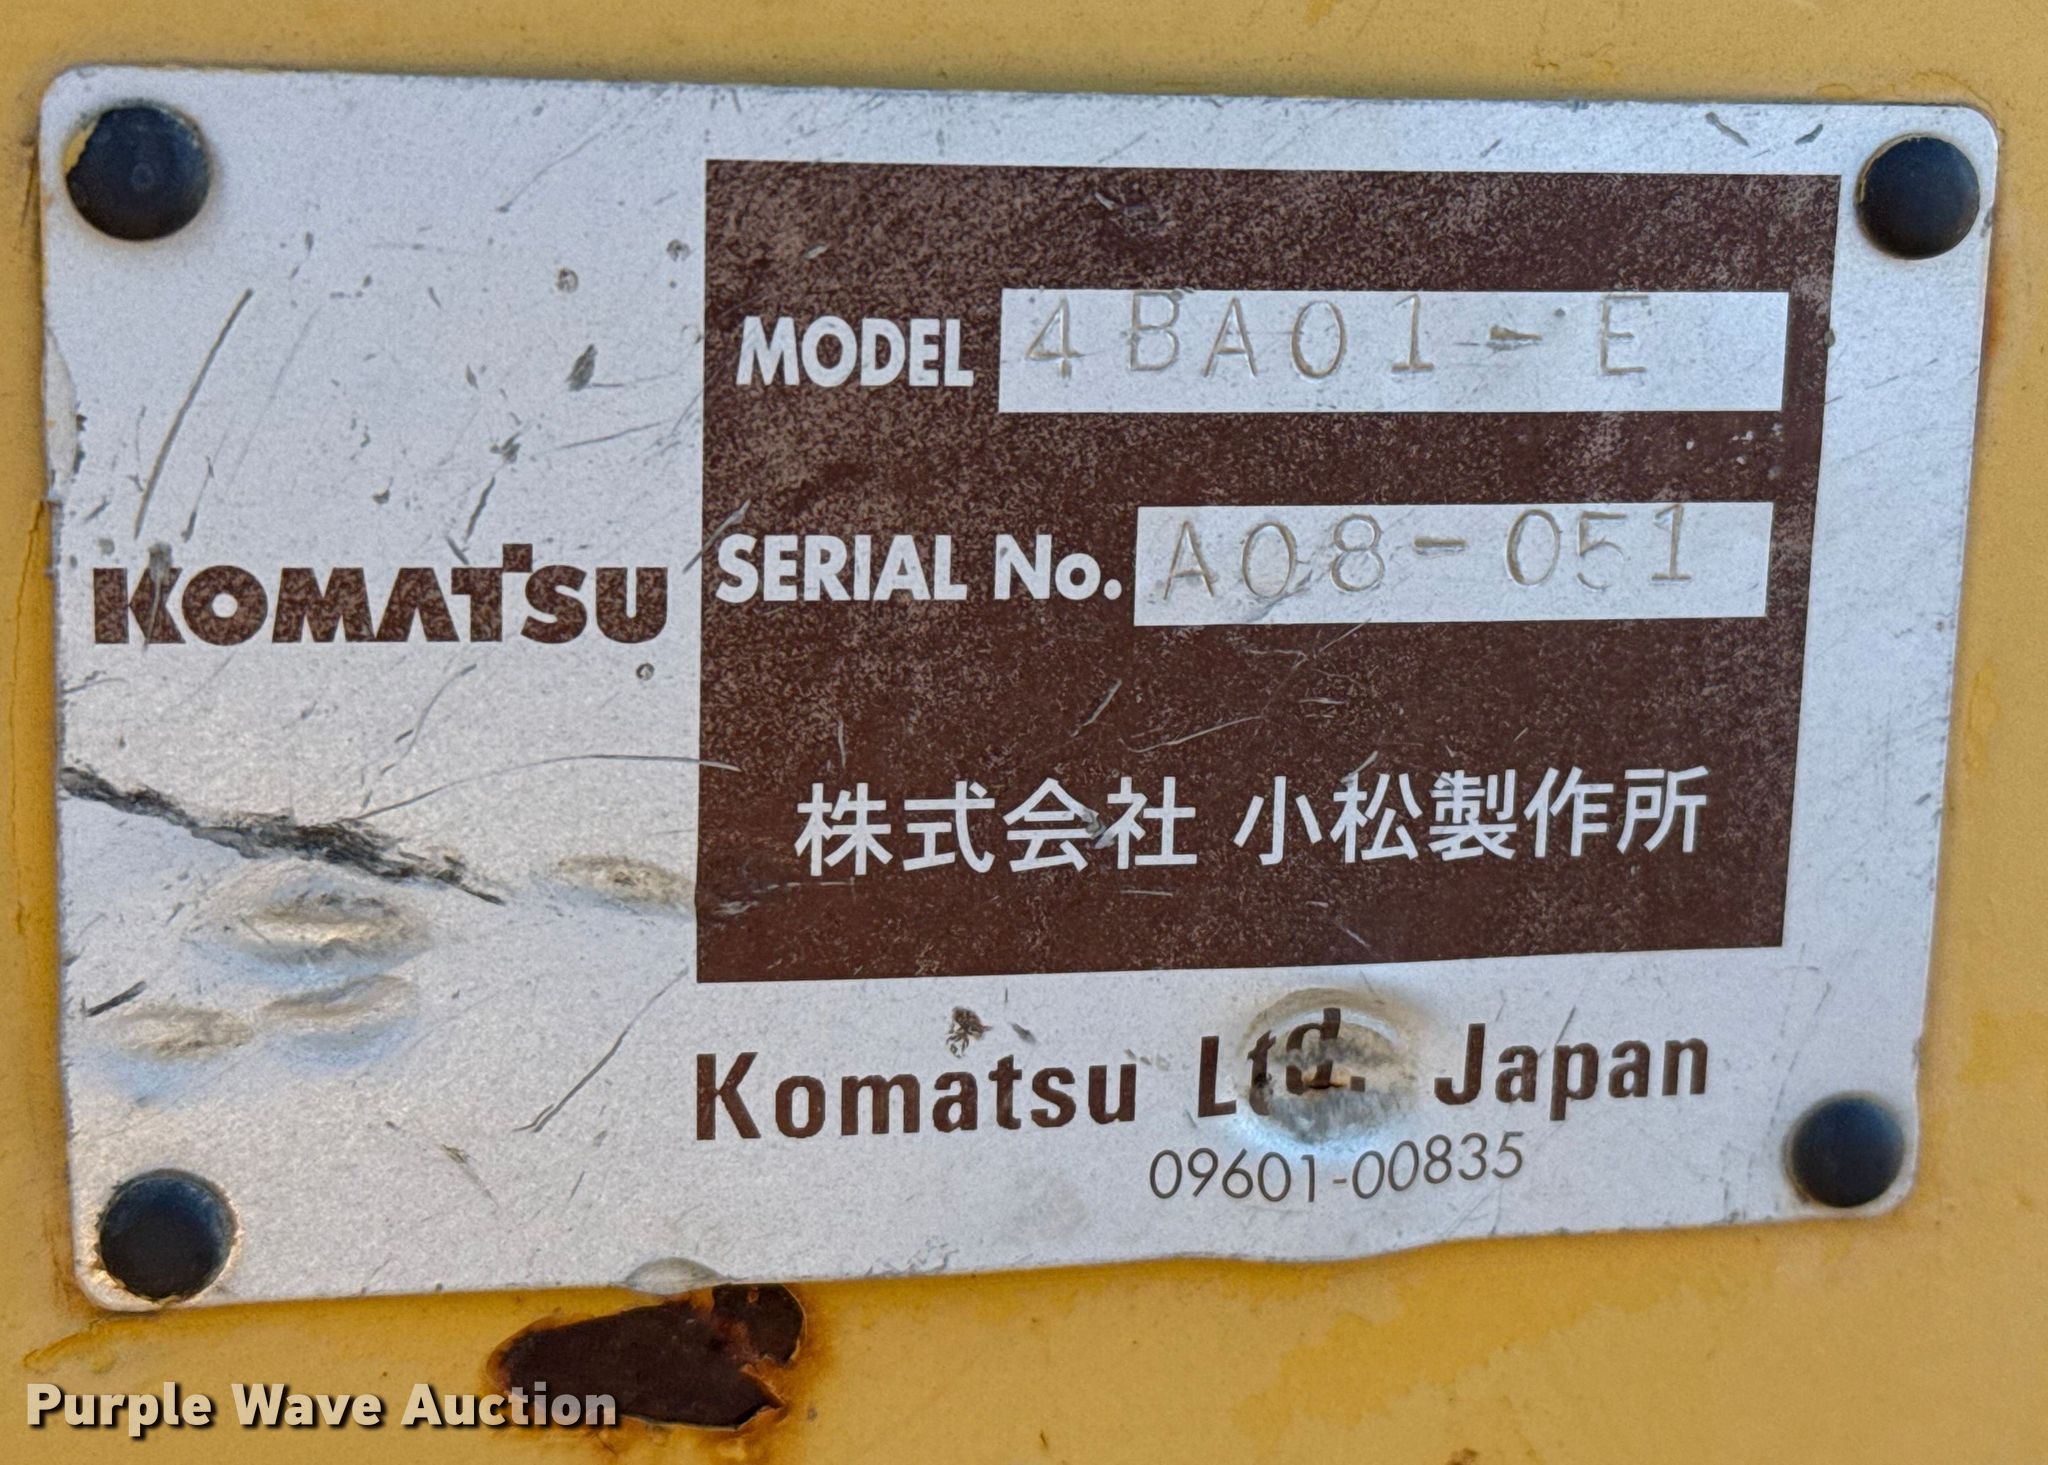 KOMATSU
MODEL 4BA01-E
SERIAL No. A08-051
株式会社 小松製作所
Komatsu Ltd. Japan
09601-00835
Purple Wave Auction